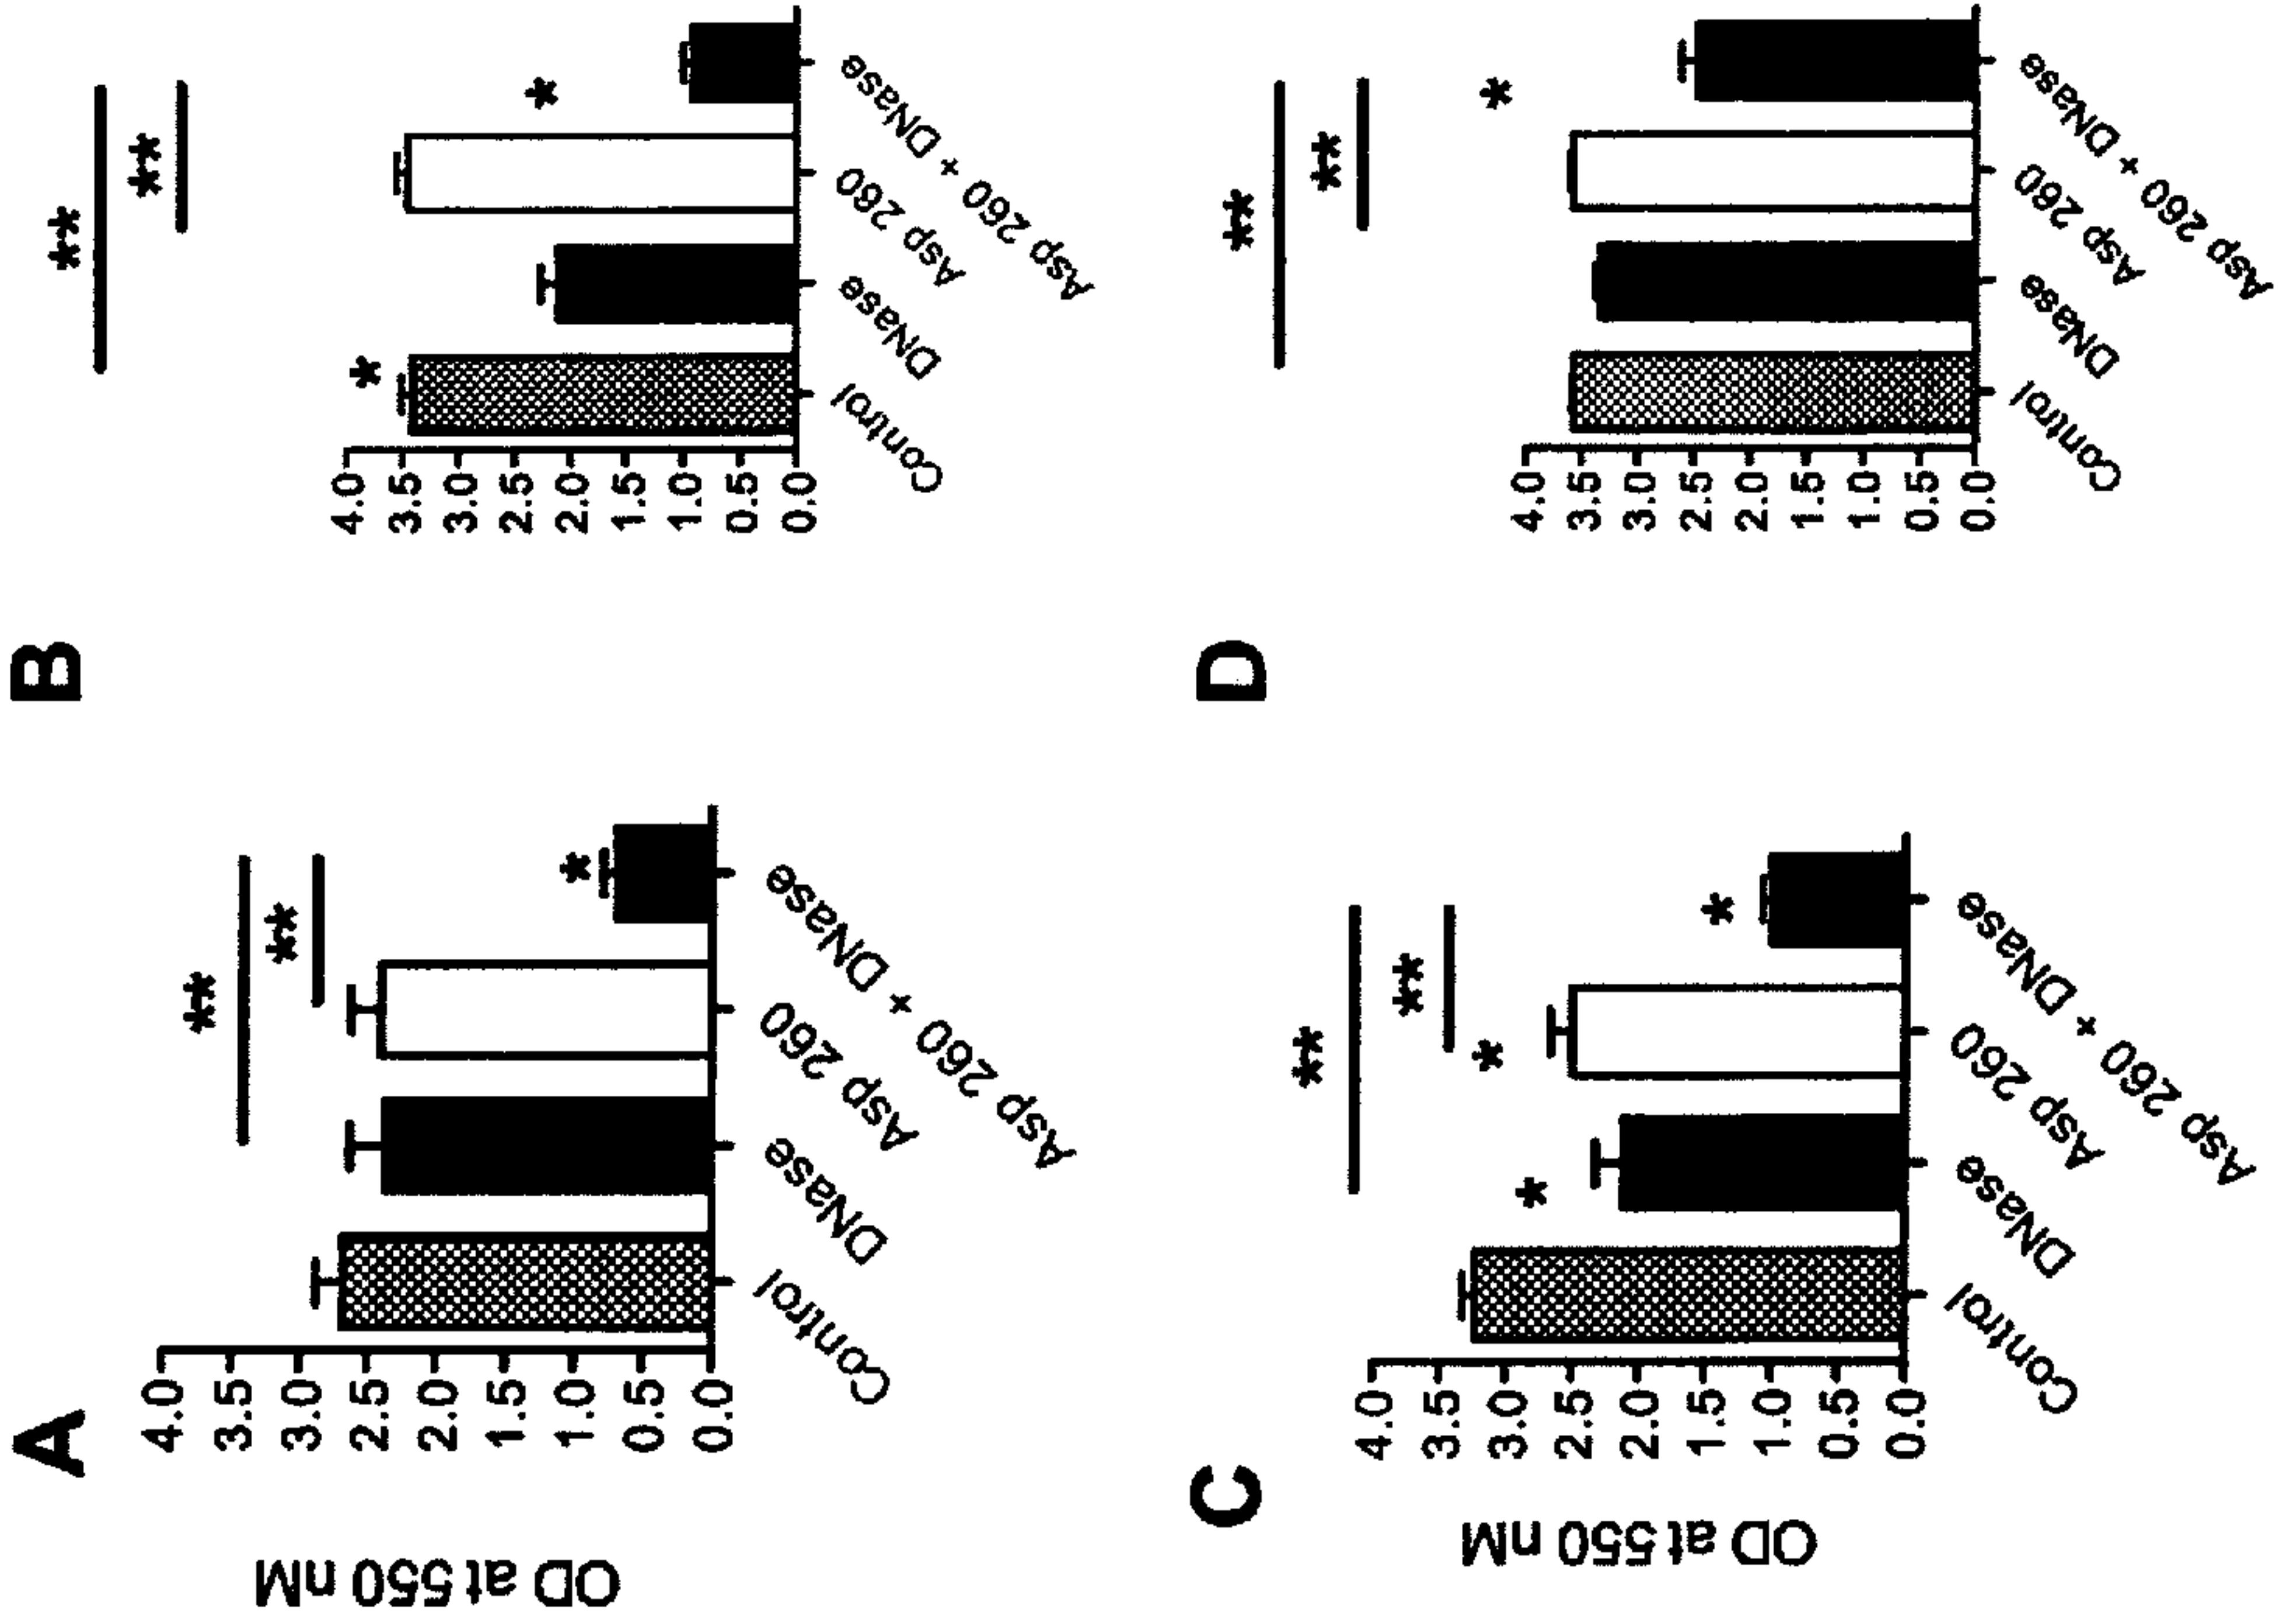 A
OD at 550 nM
4.0
3.5
3.0
2.5
2.0
1.5
1.0
0.5
0.0
**
**
*
Control
DNase
Asp 260
Asp 260 + DNase
B
4.0
3.5
3.0
2.5
2.0
1.5
1.0
0.5
0.0
**
**
*
*
Control
DNase
Asp 260
Asp 260 + DNase
C
OD at 550 nM
4.0
3.5
3.0
2.5
2.0
1.5
1.0
0.5
0.0
**
**
*
*
*
Control
DNase
Asp 260
Asp 260 + DNase
D
4.0
3.5
3.0
2.5
2.0
1.5
1.0
0.5
0.0
**
**
*
Control
DNase
Asp 260
Asp 260 + DNase